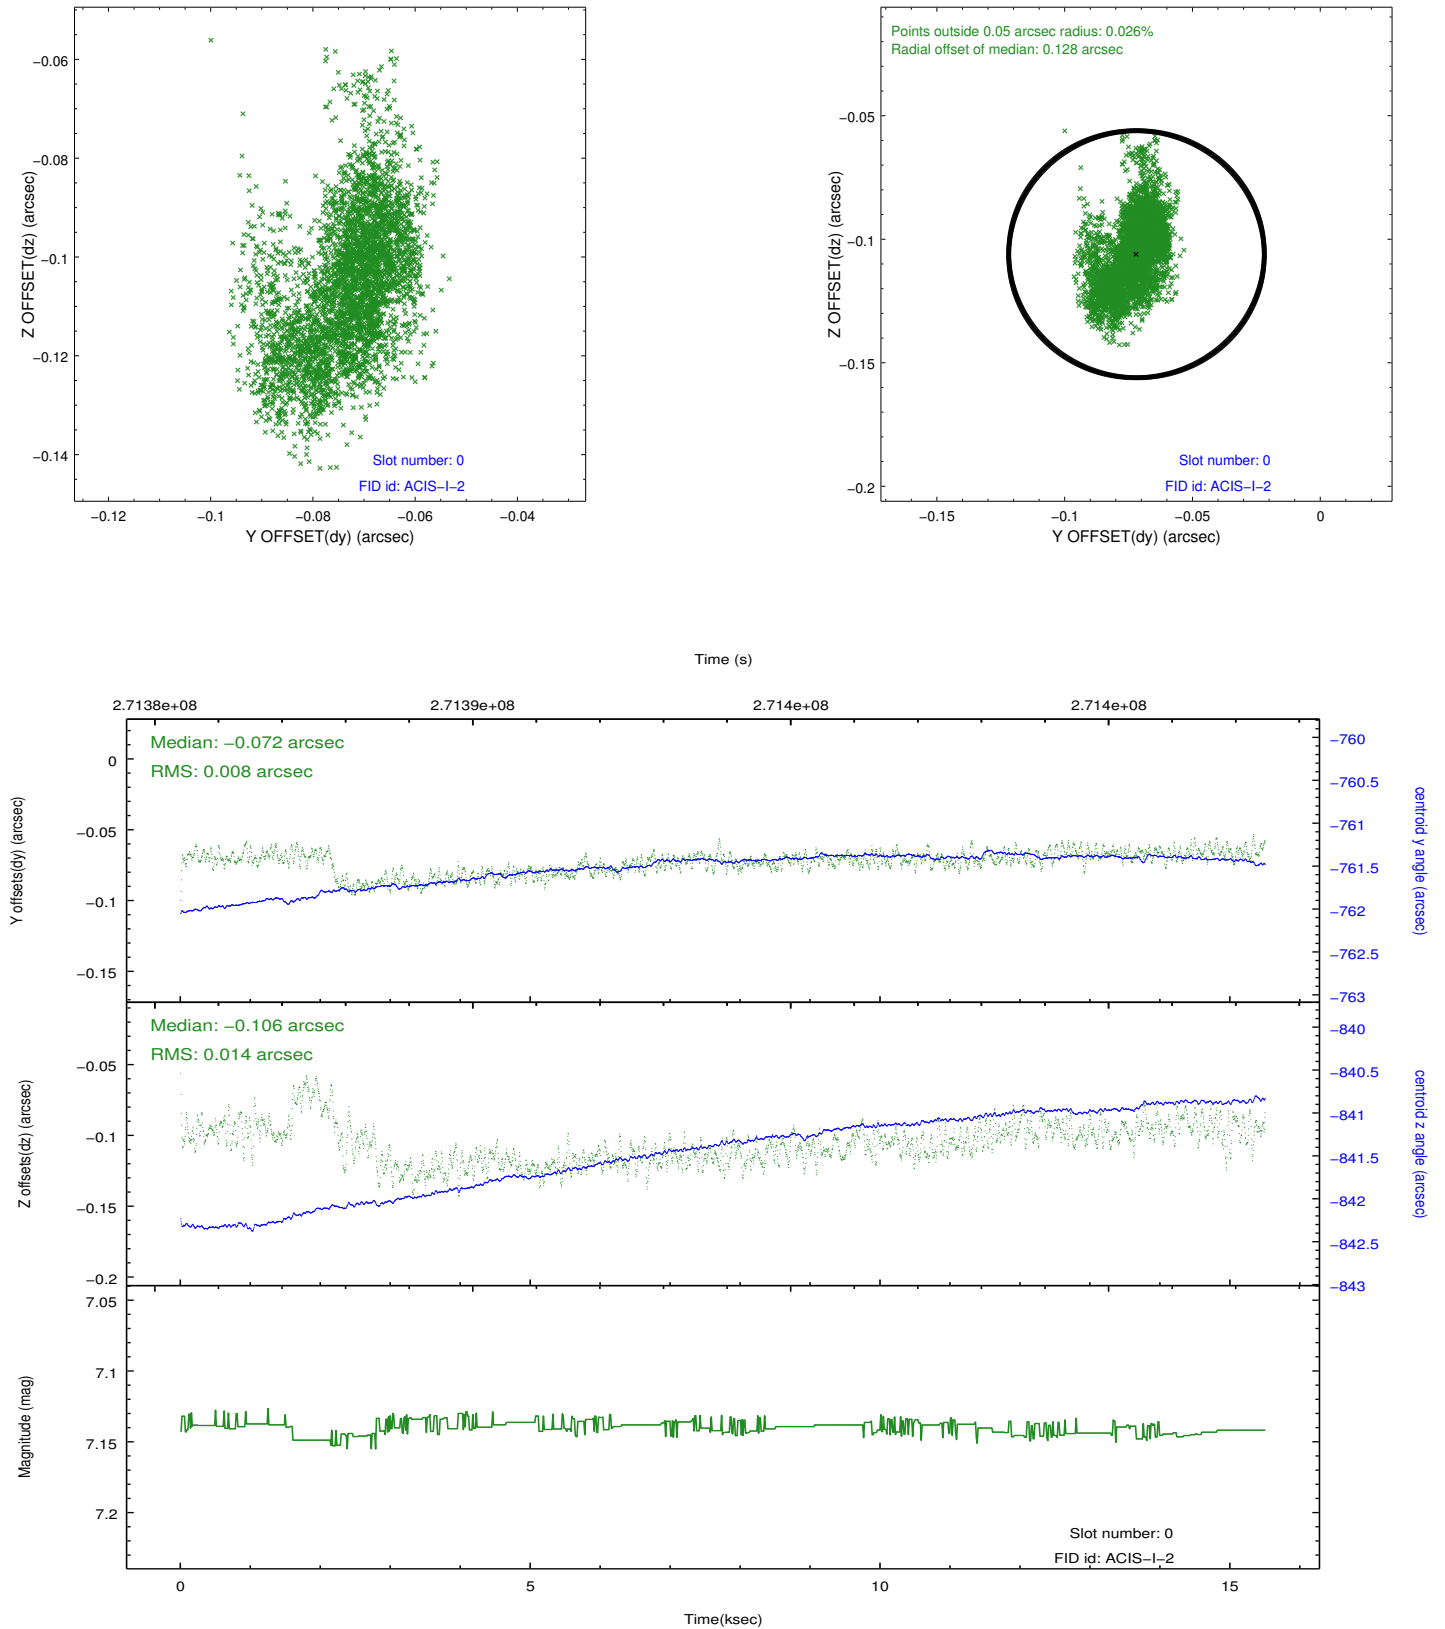 −0.06
−0.08
−0.1
−0.12
−0.14
Z OFFSET(dz) (arcsec)
Slot number: 0
FID id: ACIS−I−2
−0.12
−0.1
−0.08
−0.06
−0.04
Y OFFSET(dy) (arcsec)
Points outside 0.05 arcsec radius: 0.026%
Radial offset of median: 0.128 arcsec
−0.05
−0.1
−0.15
−0.2
Z OFFSET(dz) (arcsec)
Slot number: 0
FID id: ACIS−I−2
−0.15
−0.1
−0.05
0
Y OFFSET(dy) (arcsec)
Time (s)
2.7138e+08
2.7139e+08
2.714e+08
2.714e+08
Median: −0.072 arcsec
RMS: 0.008 arcsec
0
−0.05
−0.1
−0.15
Y offsets(dy) (arcsec)
−760
−760.5
−761
−761.5
−762
−762.5
−763
centroid y angle (arcsec)
Median: −0.106 arcsec
RMS: 0.014 arcsec
−0.05
−0.1
−0.15
−0.2
Z offsets(dz) (arcsec)
−840
−840.5
−841
−841.5
−842
−842.5
−843
centroid z angle (arcsec)
7.05
7.1
7.15
7.2
Magnitude (mag)
Slot number: 0
FID id: ACIS−I−2
0
5
10
15
Time(ksec)